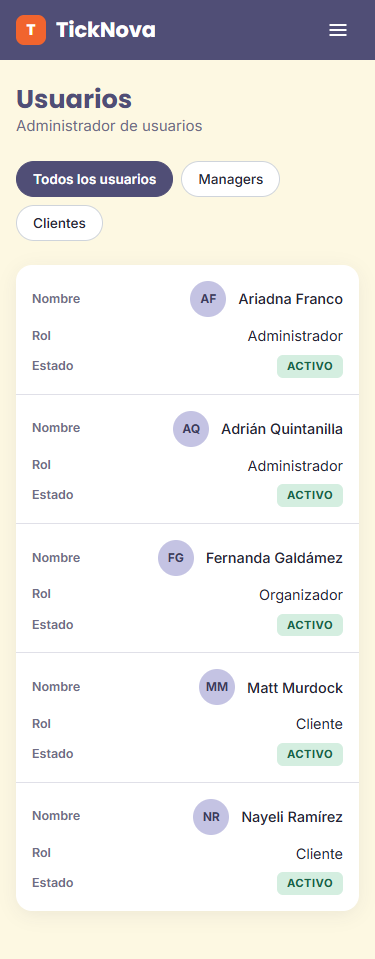 T TickNova
Usuarios
Administrador de usuarios
Todos los usuarios Managers
Clientes
Nombre AF Ariadna Franco
Rol Administrador
Estado ACTIVO
Nombre AQ Adrián Quintanilla
Rol Administrador
Estado ACTIVO
Nombre FG Fernanda Galdámez
Rol Organizador
Estado ACTIVO
Nombre MM Matt Murdock
Rol Cliente
Estado ACTIVO
Nombre NR Nayeli Ramírez
Rol Cliente
Estado ACTIVO